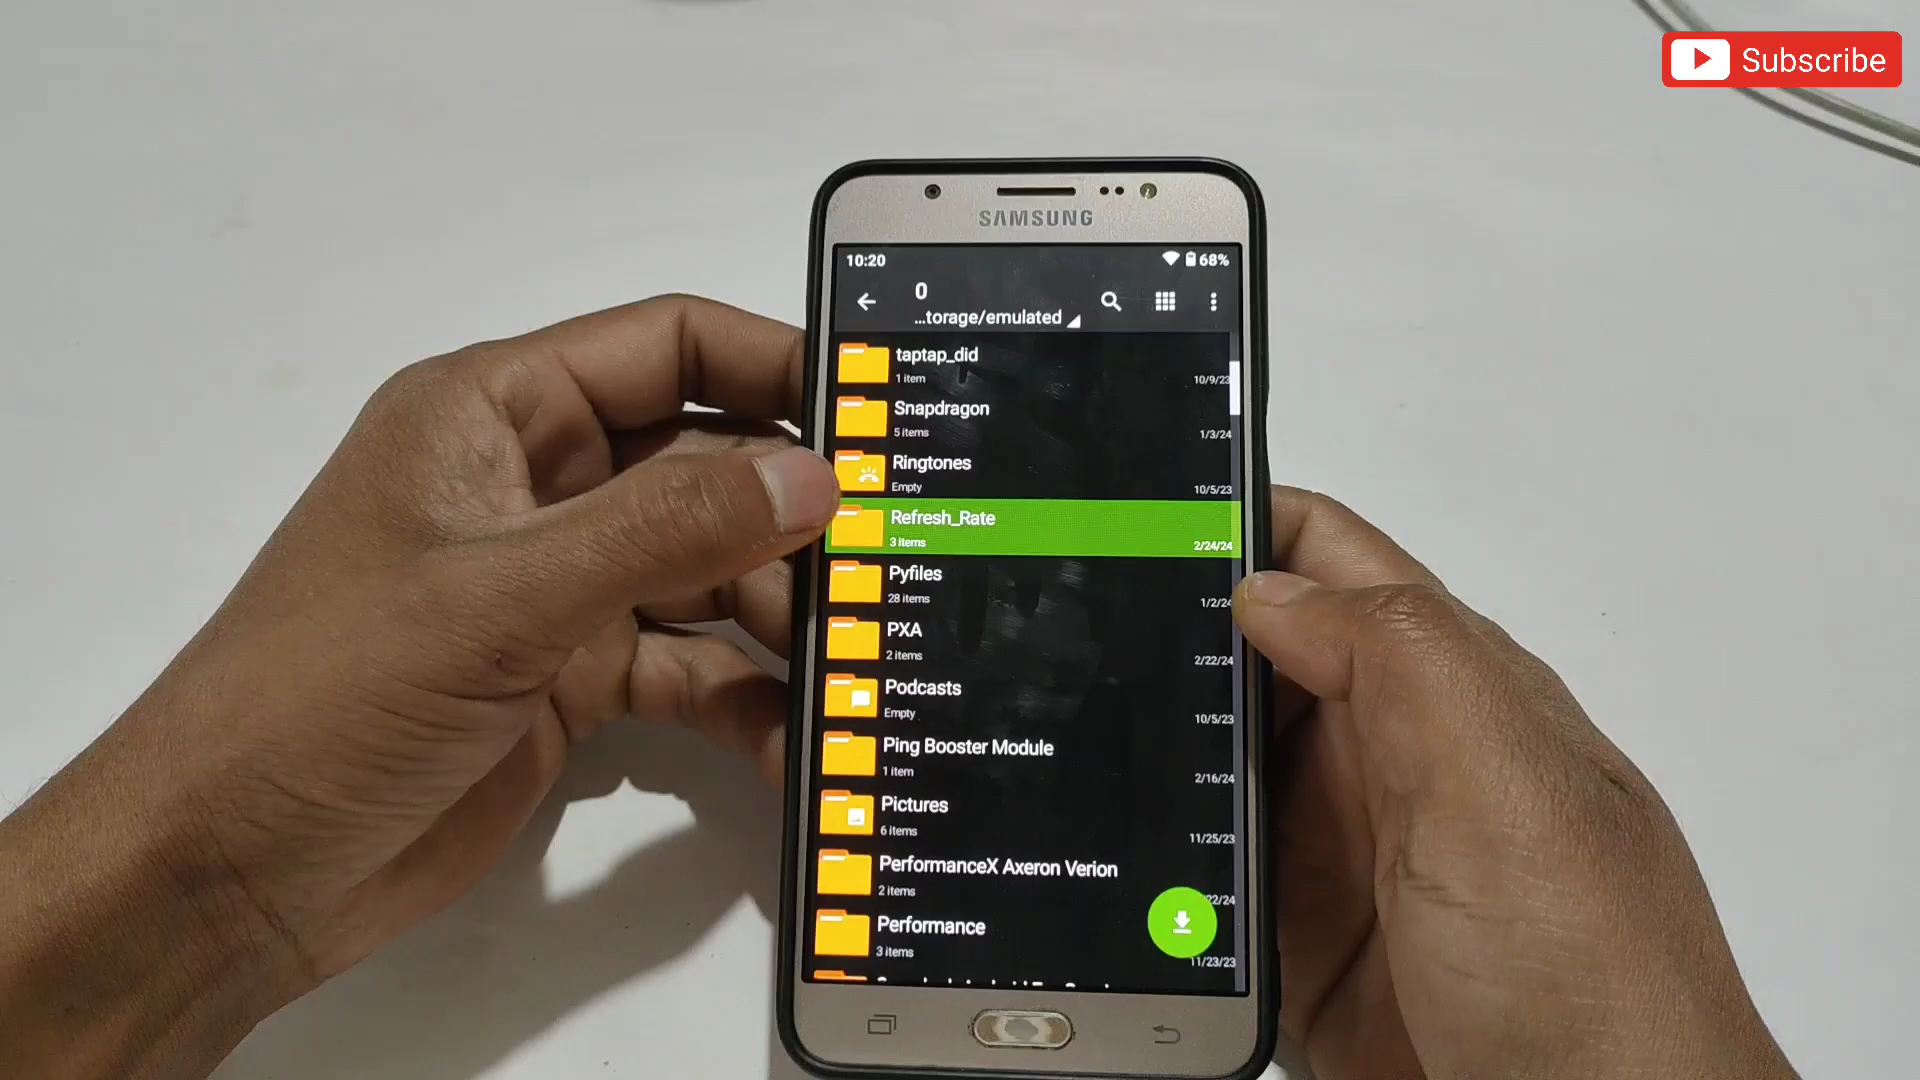 Subscribe
SAMSUNG
10:20
68%
0
...torage/emulated
taptap_did
1 item
10/9/23
Snapdragon
5 items
1/3/24
Ringtones
Empty
10/5/23
Refresh_Rate
3 items
2/24/24
Pyfiles
28 items
1/2/24
PXA
2 items
2/22/24
Podcasts
Empty
10/5/23
Ping Booster Module
1 item
2/16/24
Pictures
6 items
11/25/23
PerformanceX Axeron Verion
2 items
22/24
Performance
3 items
11/23/23